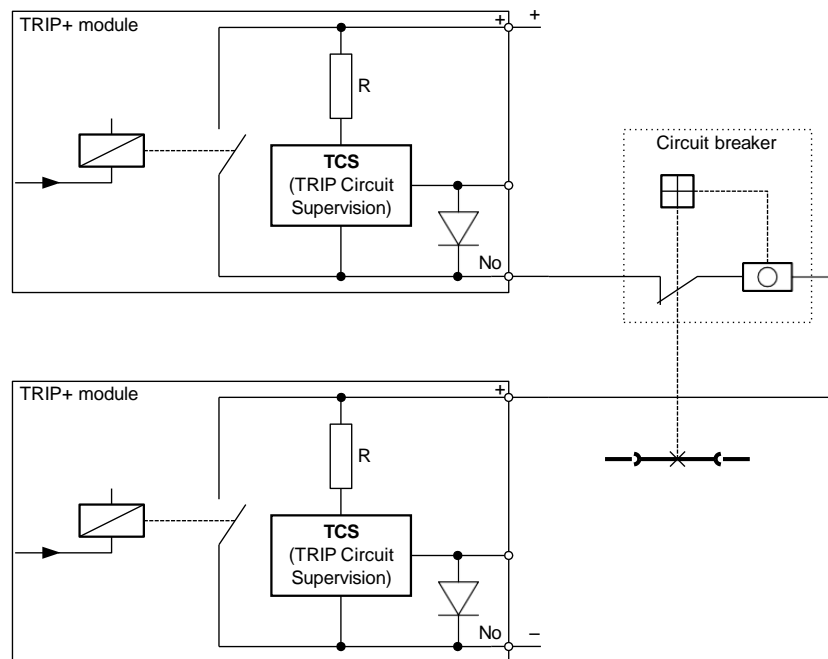 TRIP+ module
+ +
R
TCS
(TRIP Circuit
Supervision)
No
Circuit breaker
TRIP+ module
+
R
TCS
(TRIP Circuit
Supervision)
No –